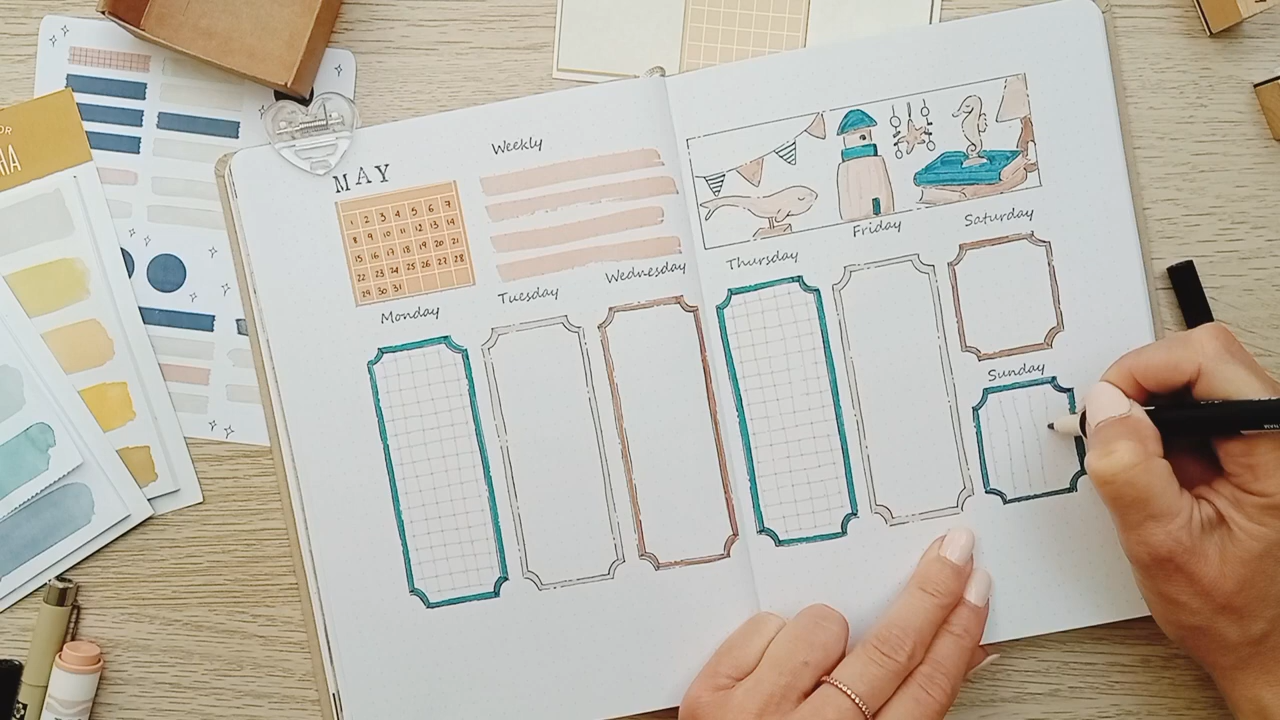 MAY
Weekly
1 2 3 4 5 6 7
8 9 10 11 12 13 14
15 16 17 18 19 20 21
22 23 24 25 26 27 28
29 30 31
Monday
Tuesday
Wednesday
Thursday
Friday
Saturday
Sunday